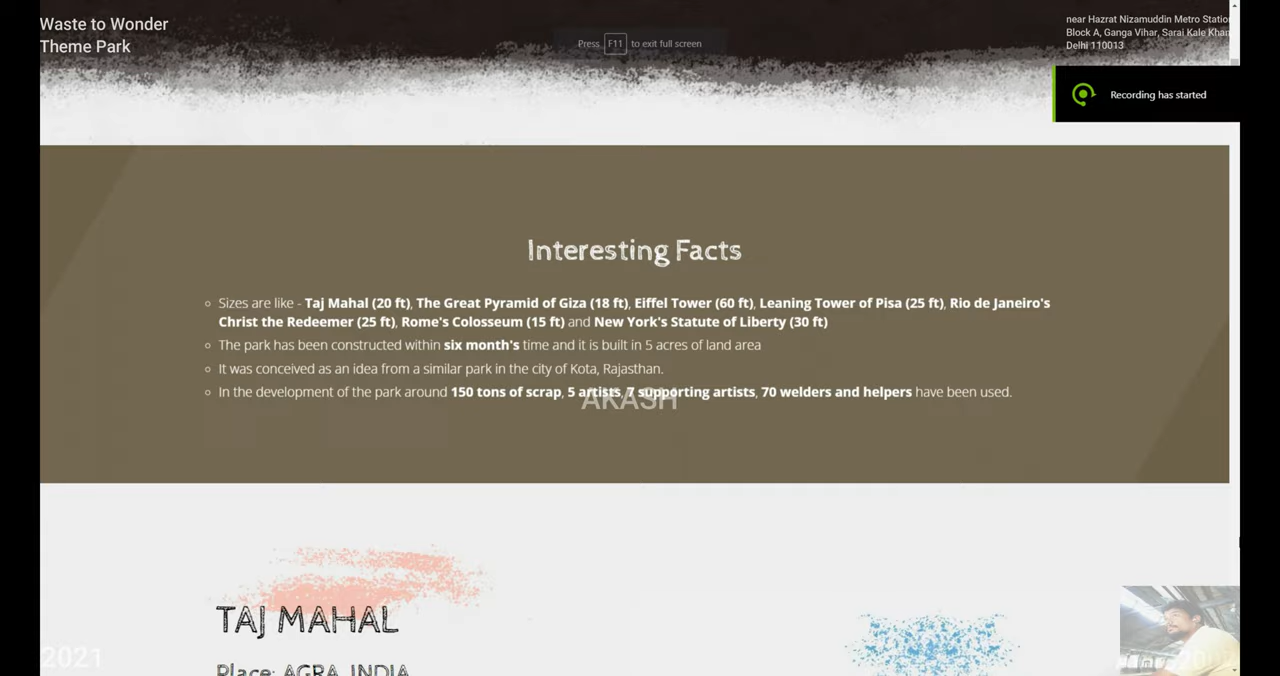 Waste to Wonder
Theme Park
Press F11 to exit full screen
near Hazrat Nizamuddin Metro Statio
Block A, Ganga Vihar, Sarai Kale Khan
Delhi 110013
Recording has started
Interesting Facts
Sizes are like - Taj Mahal (20 ft), The Great Pyramid of Giza (18 ft), Eiffel Tower (60 ft), Leaning Tower of Pisa (25 ft), Rio de Janeiro's
Christ the Redeemer (25 ft), Rome's Colosseum (15 ft) and New York's Statute of Liberty (30 ft)
The park has been constructed within six month's time and it is built in 5 acres of land area
It was conceived as an idea from a similar park in the city of Kota, Rajasthan.
In the development of the park around 150 tons of scrap, 5 artists, 7 supporting artists, 70 welders and helpers have been used.
AKASH
TAJ MAHAL
Place: AGRA, INDIA
2021